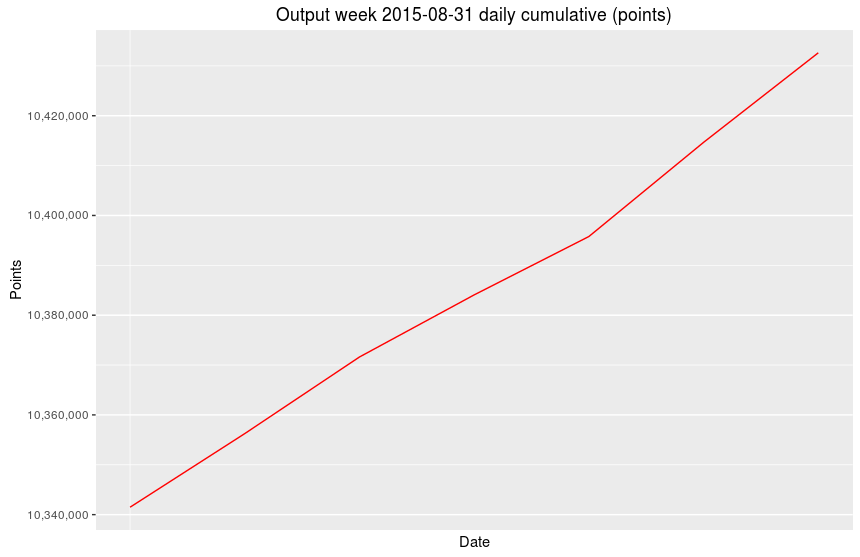 Output week 2015-08-31 daily cumulative (points)
Points
10,420,000
10,400,000
10,380,000
10,360,000
10,340,000
Date